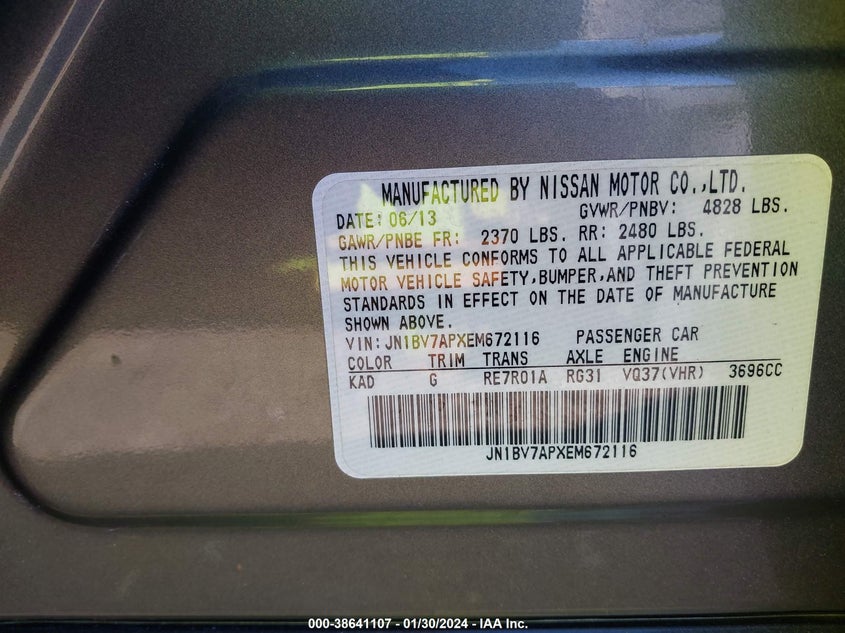 MANUFACTURED BY NISSAN MOTOR CO.,LTD.
DATE: 06/13 GVWR/PNBV: 4828 LBS.
GAWR/PNBE FR: 2370 LBS. RR: 2480 LBS.
THIS VEHICLE CONFORMS TO ALL APPLICABLE FEDERAL
MOTOR VEHICLE SAFETY,BUMPER,AND THEFT PREVENTION
STANDARDS IN EFFECT ON THE DATE OF MANUFACTURE
SHOWN ABOVE.
VIN:JN1BV7APXEM672116 PASSENGER CAR
COLOR TRIM TRANS AXLE ENGINE
KAD G RE7R01A RG31 VQ37(VHR) 3696CC
JN1BV7APXEM672116
000-38641107 - 01/30/2024 - IAA Inc.